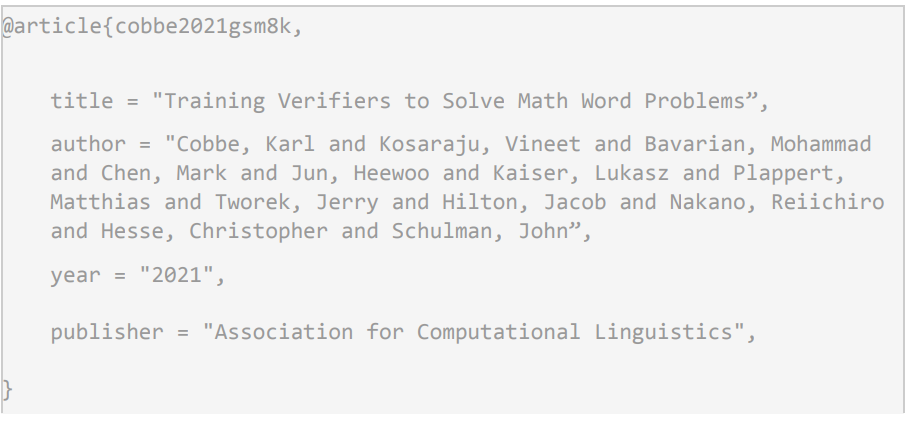 @article{cobbe2021gsm8k,
title = "Training Verifiers to Solve Math Word Problems”,
author = "Cobbe, Karl and Kosaraju, Vineet and Bavarian, Mohammad
and Chen, Mark and Jun, Heewoo and Kaiser, Lukasz and Plappert,
Matthias and Tworek, Jerry and Hilton, Jacob and Nakano, Reiichiro
and Hesse, Christopher and Schulman, John”,
year = "2021",
publisher = "Association for Computational Linguistics",
}